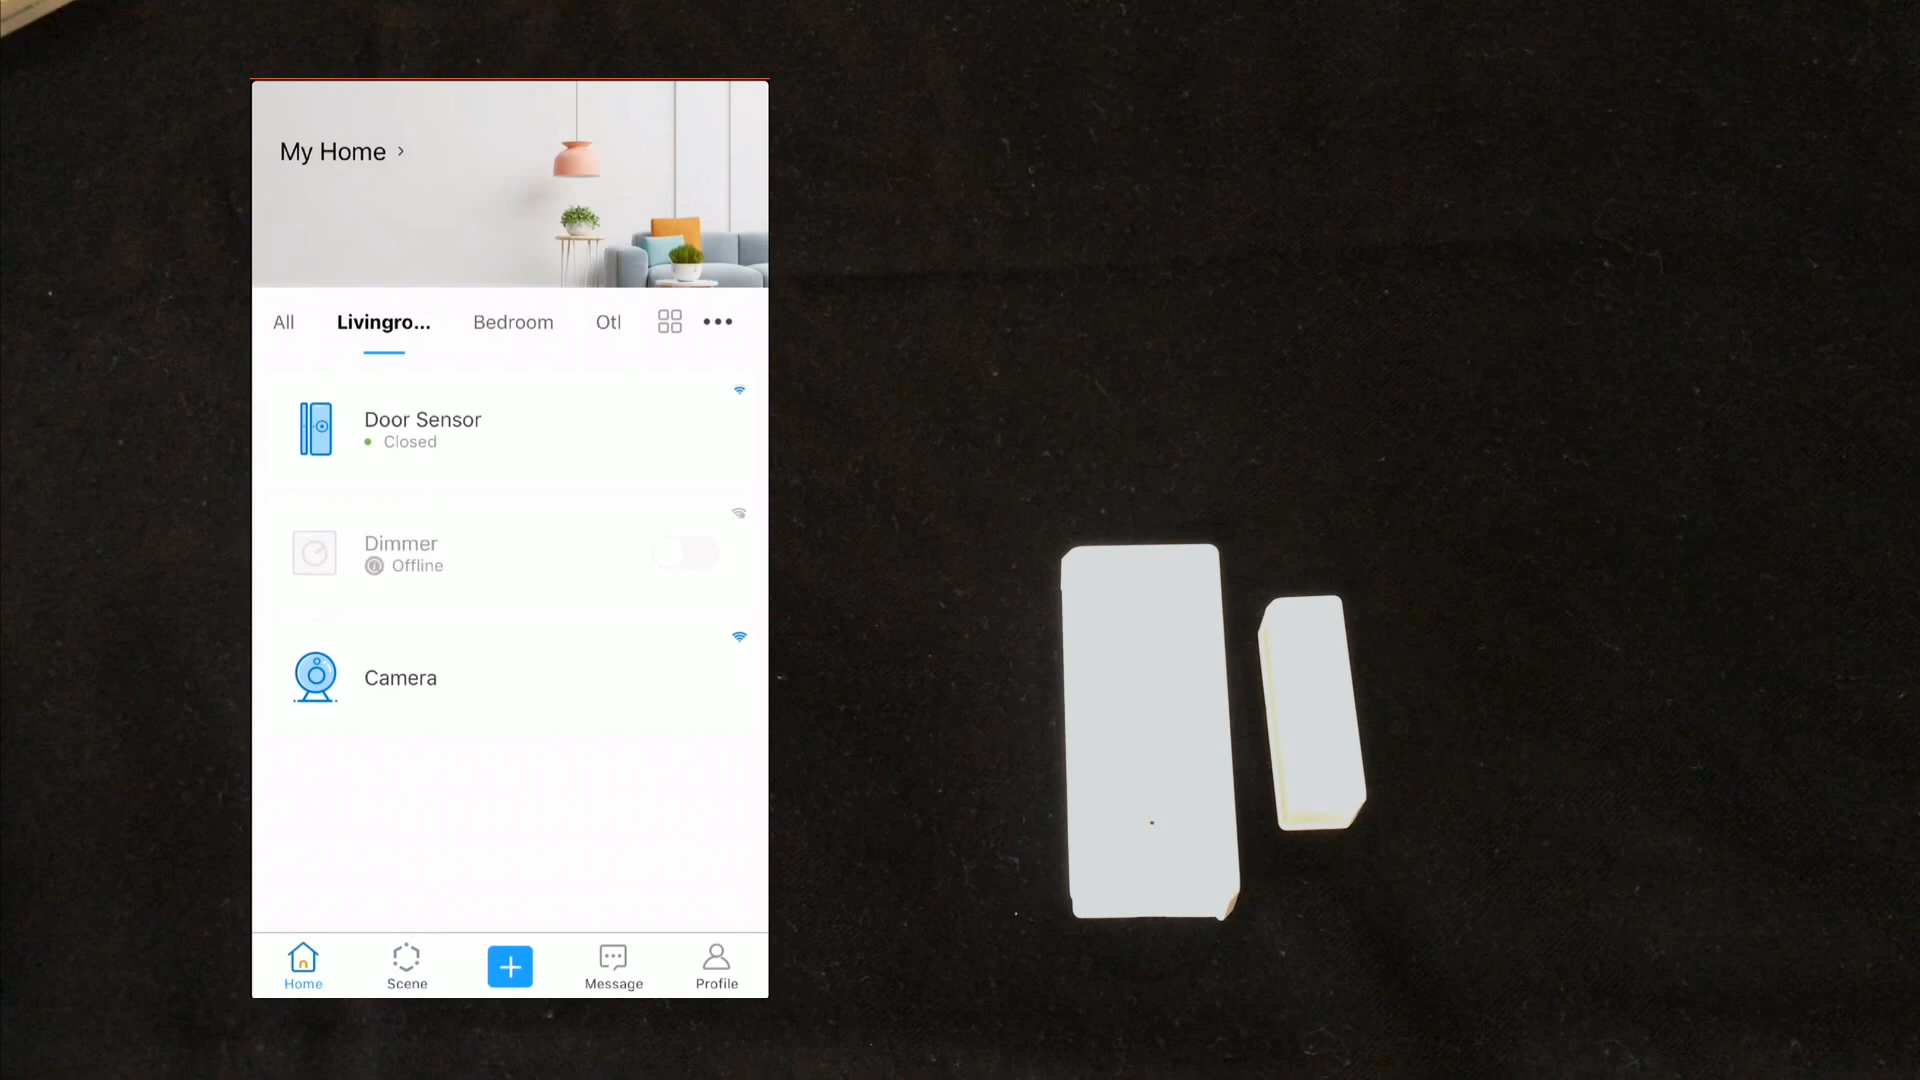 My Home
All Livingro... Bedroom Otl
Door Sensor
Closed
Dimmer
Offline
Camera
Home Scene Message Profile